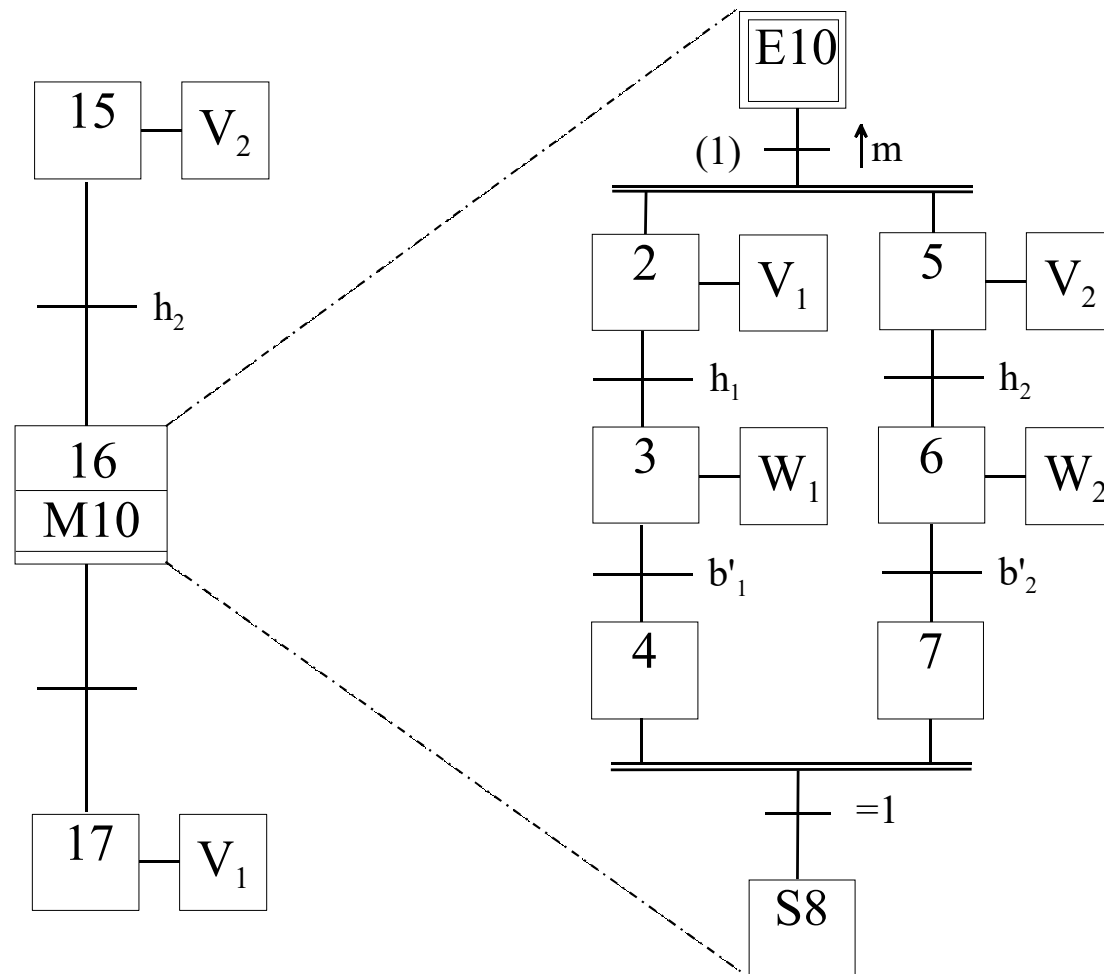 15
V₂
h₂
16
M10
17
V₁
E10
(1)
↑m
2
V₁
5
V₂
h₁
h₂
3
W₁
6
W₂
b'₁
b'₂
4
7
=1
S8